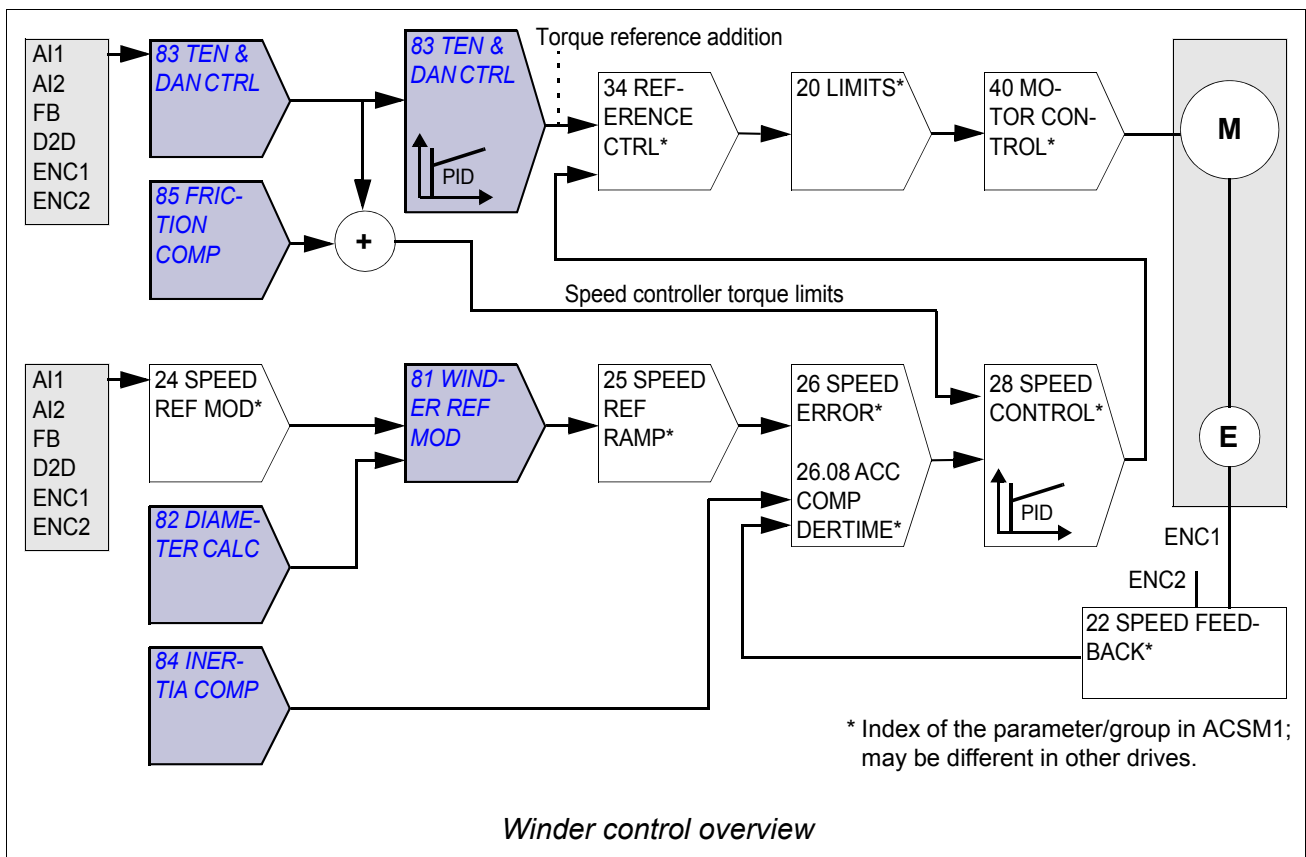 AI1
AI2
FB
D2D
ENC1
ENC2
83 TEN &
DAN CTRL
85 FRIC-
TION
COMP
+
83 TEN &
DAN CTRL
PID
Torque reference addition
34 REF-
ERENCE
CTRL*
20 LIMITS*
40 MO-
TOR CON-
TROL*
M
Speed controller torque limits
AI1
AI2
FB
D2D
ENC1
ENC2
24 SPEED
REF MOD*
82 DIAME-
TER CALC
84 INER-
TIA COMP
81 WIND-
ER REF
MOD
25 SPEED
REF
RAMP*
26 SPEED
ERROR*
26.08 ACC
COMP
DERTIME*
28 SPEED
CONTROL*
PID
E
ENC1
ENC2
22 SPEED FEED-
BACK*
* Index of the parameter/group in ACSM1;
may be different in other drives.
Winder control overview